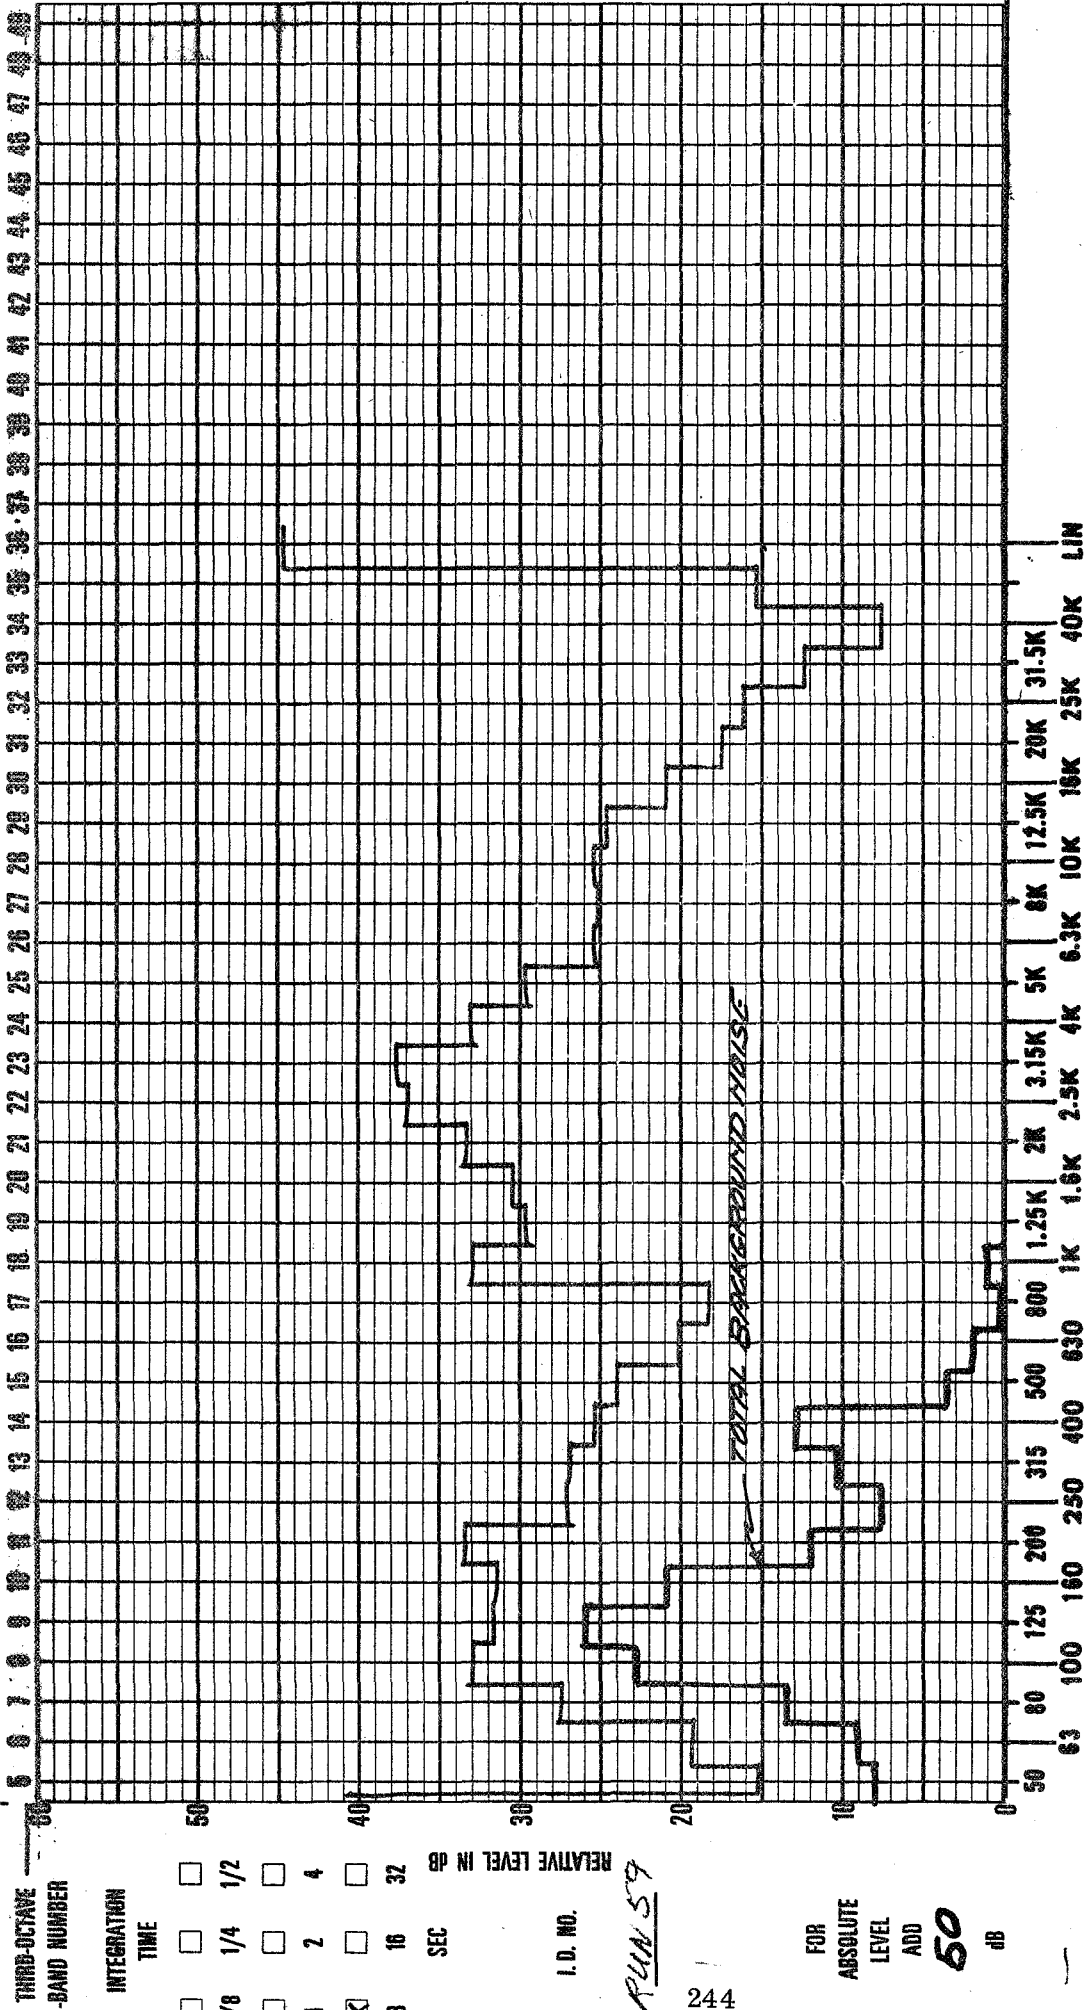 THIRD-OCTAVE
-BAND NUMBER
5 6 7 8 9 10 11 12 13 14 15 16 17 18 19 20 21 22 23 24 25 26 27 28 29 30 31 32 33 34 35 36 37 38 39 40 41 42 43 44 45 46 47 48 49
INTEGRATION
TIME
/8 1/4 1/2
2 4
8 16 32
SEC
RELATIVE LEVEL IN dB
60
50
40
30
20
10
0
I. D. NO.
RUN 59
FOR
ABSOLUTE
LEVEL
ADD
50
dB
TOTAL BACKGROUND NOISE
50 80 125 200 315 500 800 1.25K 2K 3.15K 5K 8K 12.5K 20K 31.5K
63 100 160 250 400 630 1K 1.6K 2.5K 4K 6.3K 10K 16K 25K 40K LIN
244